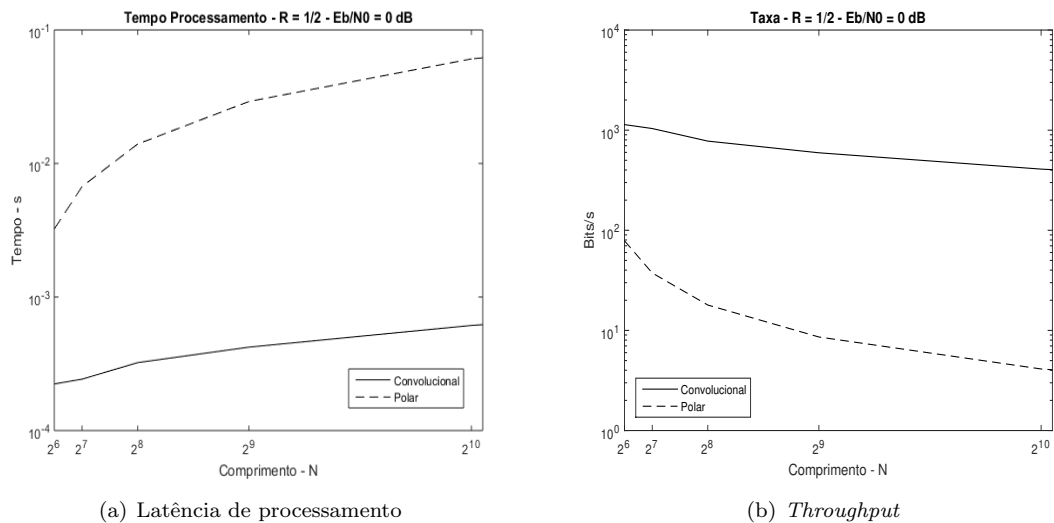 Tempo Processamento - R = 1/2 - Eb/N0 = 0 dB
10^-1
10^-2
10^-3
10^-4
Tempo - s
2^6 2^7 2^8 2^9 2^10
Comprimento - N
Convolucional
Polar
(a) Latência de processamento
Taxa - R = 1/2 - Eb/N0 = 0 dB
10^4
10^3
10^2
10^1
10^0
Bits/s
2^6 2^7 2^8 2^9 2^10
Comprimento - N
Convolucional
Polar
(b) Throughput